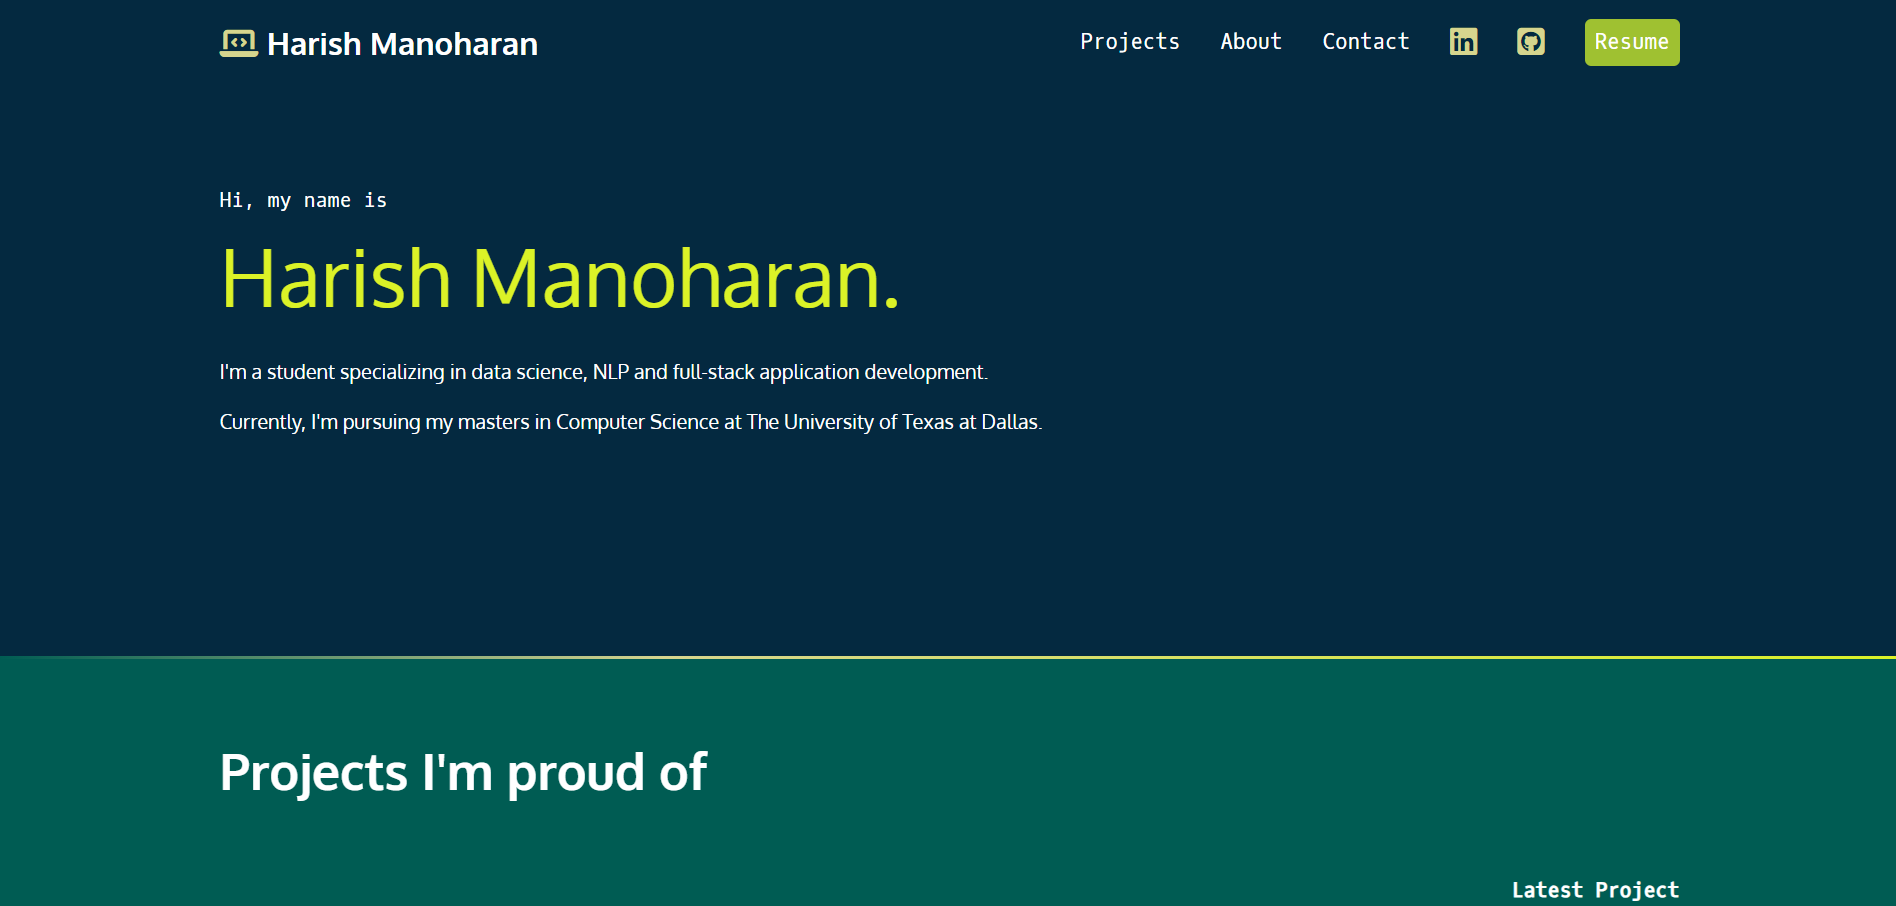 Harish Manoharan
Projects About Contact Resume
Hi, my name is
Harish Manoharan.
I'm a student specializing in data science, NLP and full-stack application development.
Currently, I'm pursuing my masters in Computer Science at The University of Texas at Dallas.
Projects I'm proud of
Latest Project